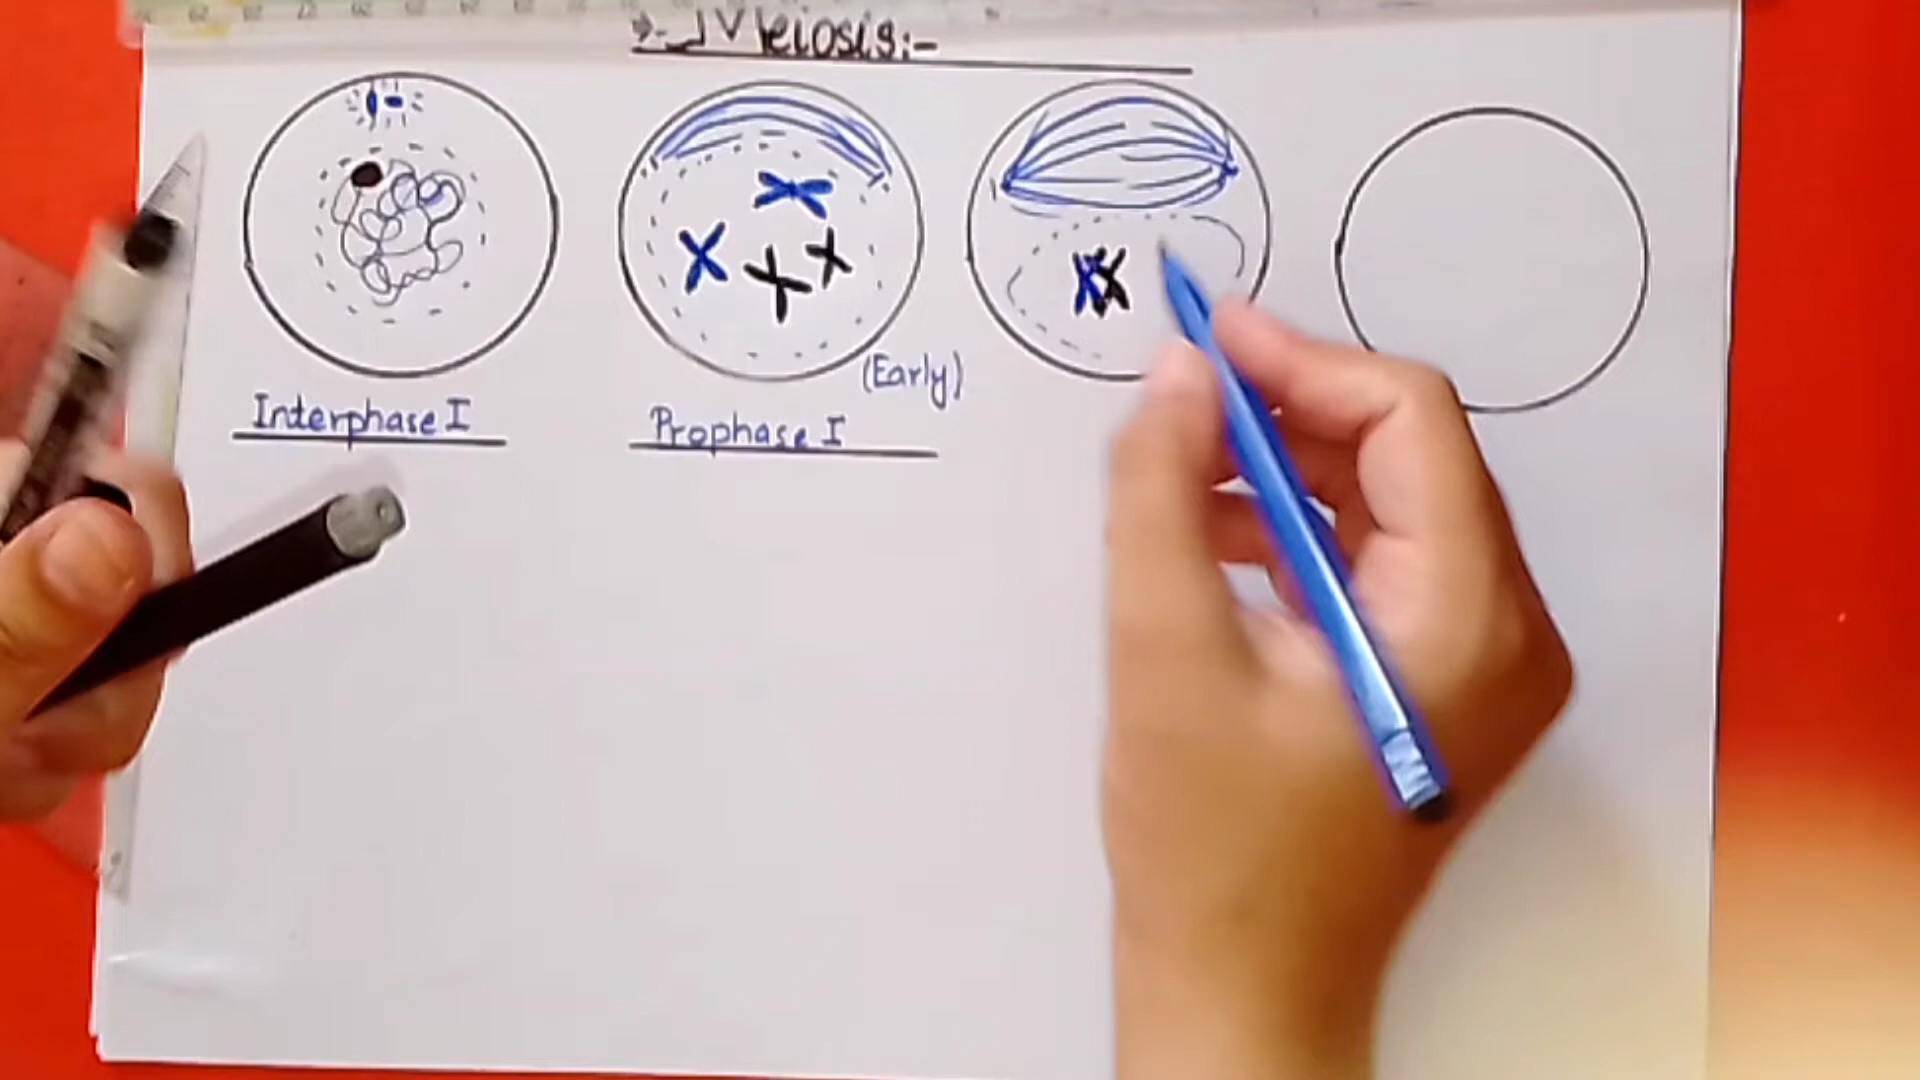 ⇒- Meiosis:-
(Early)
Interphase I
Prophase I